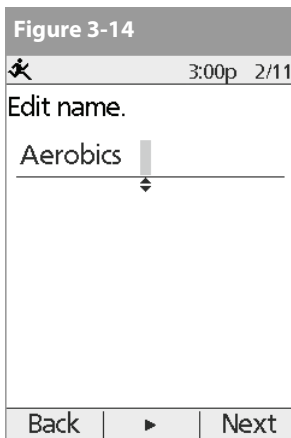 Figure 3-14
3:00p 2/11
Edit name.
Aerobics
Back ► Next